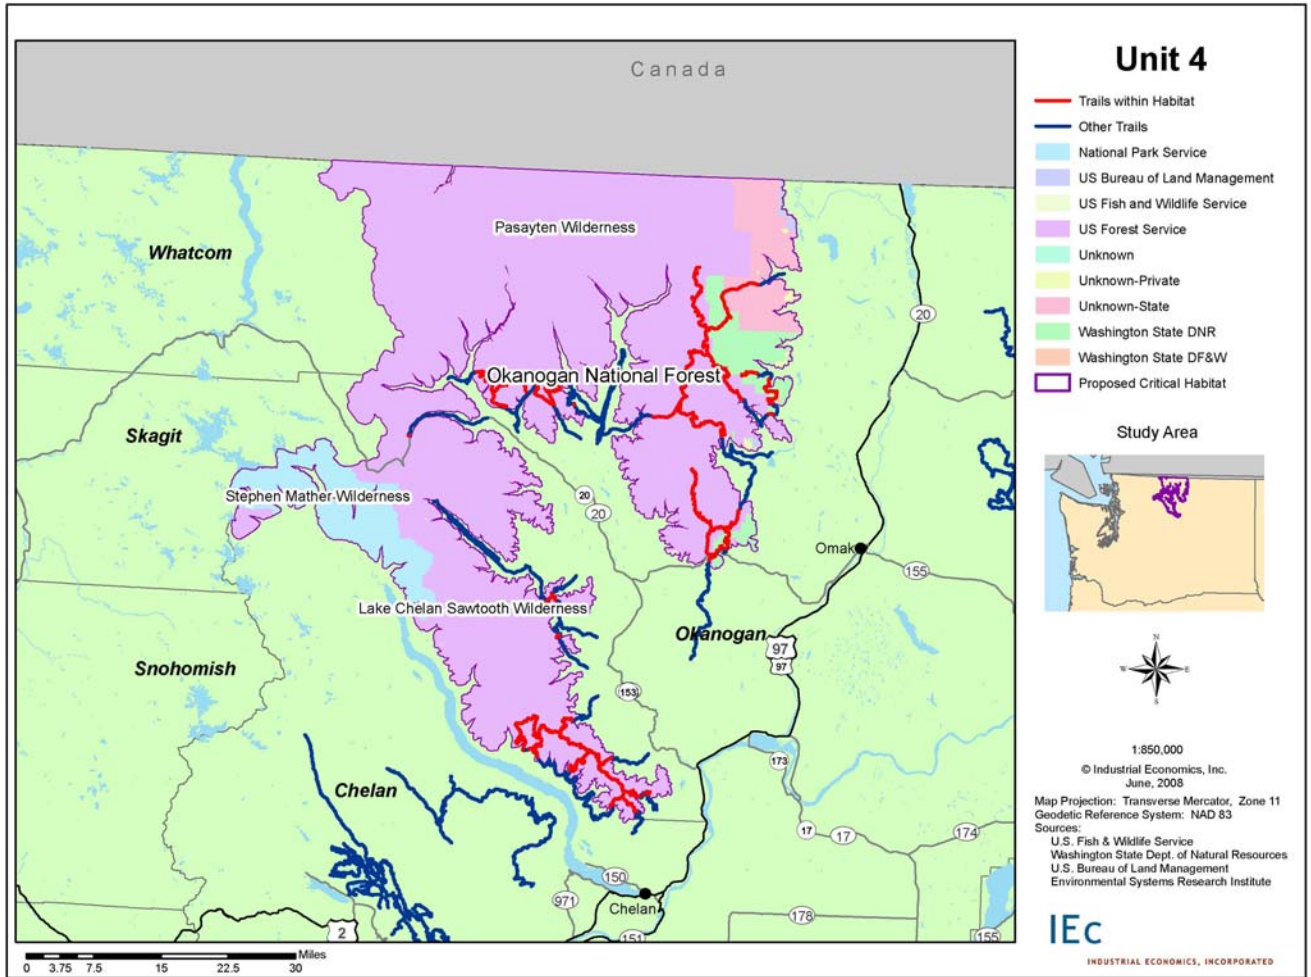 Canada
Unit 4
Trails within Habitat
Other Trails
National Park Service
US Bureau of Land Management
US Fish and Wildlife Service
US Forest Service
Unknown
Unknown-Private
Unknown-State
Washington State DNR
Washington State DF&W
Proposed Critical Habitat
Study Area
Pasayten Wilderness
Whatcom
20
Okanogan National Forest
Skagit
Stephen Mather Wilderness
20
20
Omak
155
Lake Chelan Sawtooth Wilderness
Okanogan
97
97
Snohomish
153
173
Chelan
17
17
174
150
971
Chelan
178
2
151
155
N
W
E
S
1:850,000
© Industrial Economics, Inc.
June, 2008
Map Projection: Transverse Mercator, Zone 11
Geodetic Reference System: NAD 83
Sources:
U.S. Fish & Wildlife Service
Washington State Dept. of Natural Resources
U.S. Bureau of Land Management
Environmental Systems Research Institute
IEc
INDUSTRIAL ECONOMICS, INCORPORATED
Miles
0 3.75 7.5 15 22.5 30